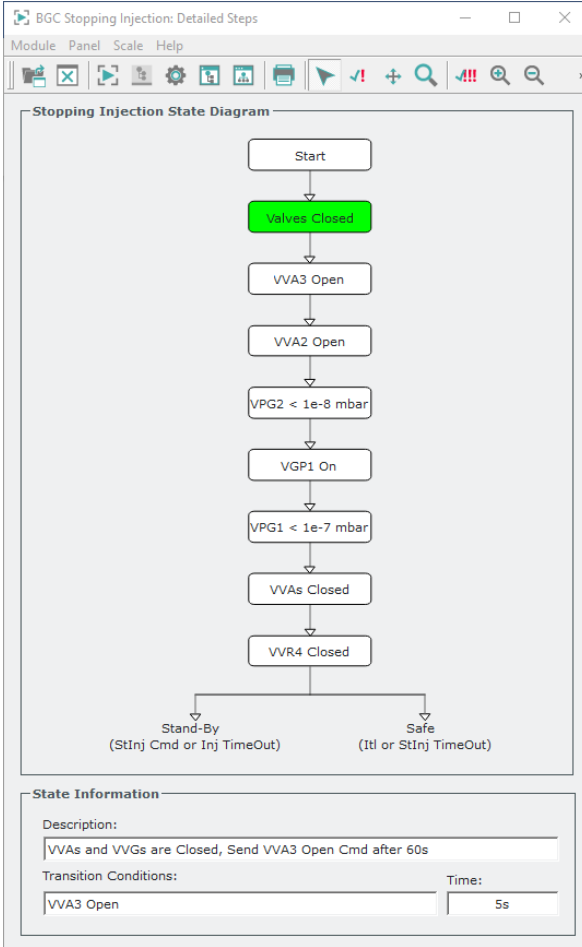 BGC Stopping Injection: Detailed Steps
Module Panel Scale Help
Stopping Injection State Diagram
Start
Valves Closed
VVA3 Open
VVA2 Open
VPG2 < 1e-8 mbar
VGP1 On
VPG1 < 1e-7 mbar
VVAs Closed
VVR4 Closed
Stand-By
(StInj Cmd or Inj TimeOut)
Safe
(Itl or StInj TimeOut)
State Information
Description:
VVAs and VVGs are Closed, Send VVA3 Open Cmd after 60s
Transition Conditions:
Time:
VVA3 Open
5s